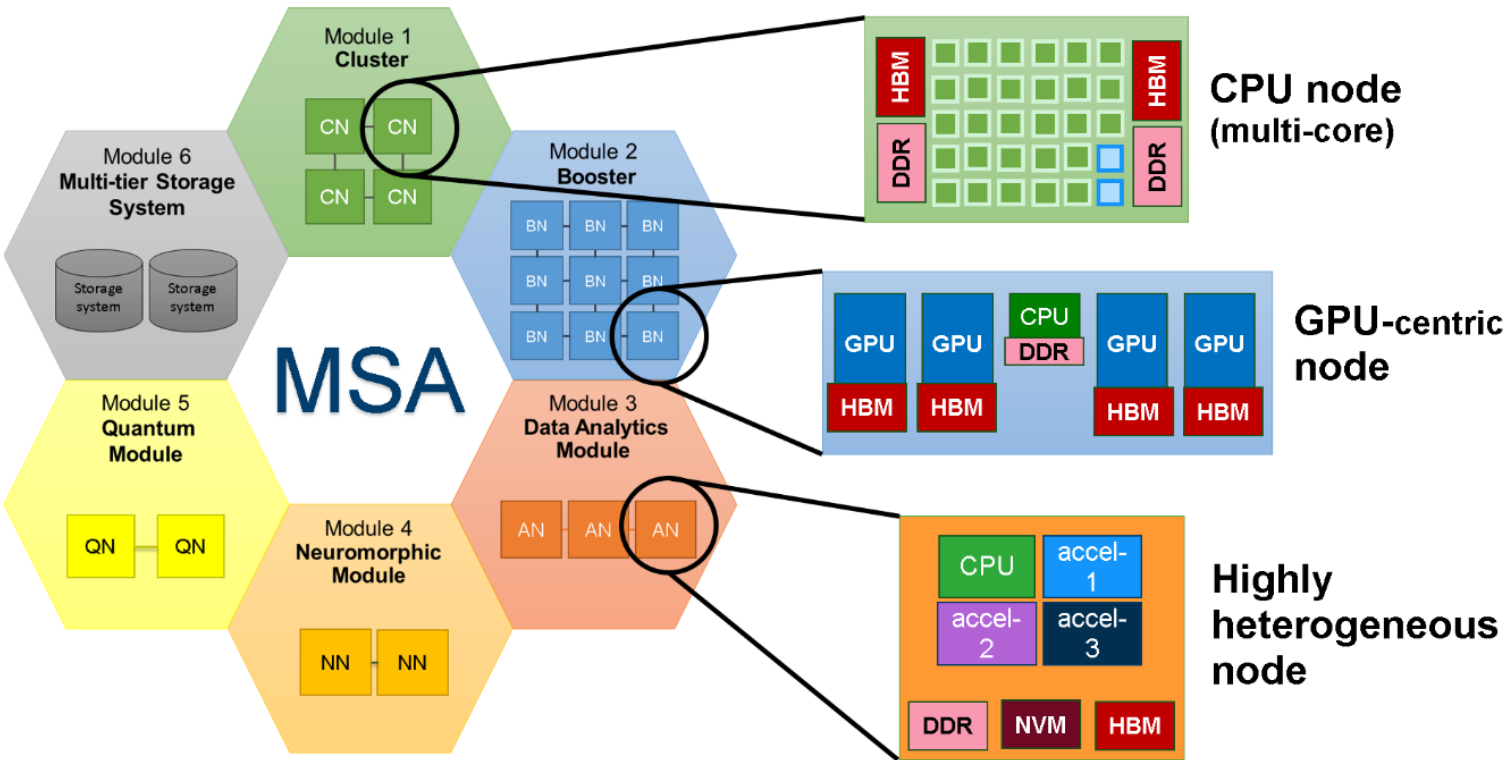 Module 1
Cluster
CN
CN
CN
CN
Module 2
Booster
BN
BN
BN
BN
BN
BN
BN
BN
BN
Module 3
Data Analytics
Module
AN
AN
AN
Module 4
Neuromorphic
Module
NN
NN
Module 5
Quantum
Module
QN
QN
Module 6
Multi-tier Storage
System
Storage
system
Storage
system
MSA
HBM
DDR
HBM
DDR
CPU node
(multi-core)
GPU
HBM
GPU
HBM
CPU
DDR
GPU
HBM
GPU
HBM
GPU-centric
node
CPU
accel-
1
accel-
2
accel-
3
DDR
NVM
HBM
Highly
heterogeneous
node